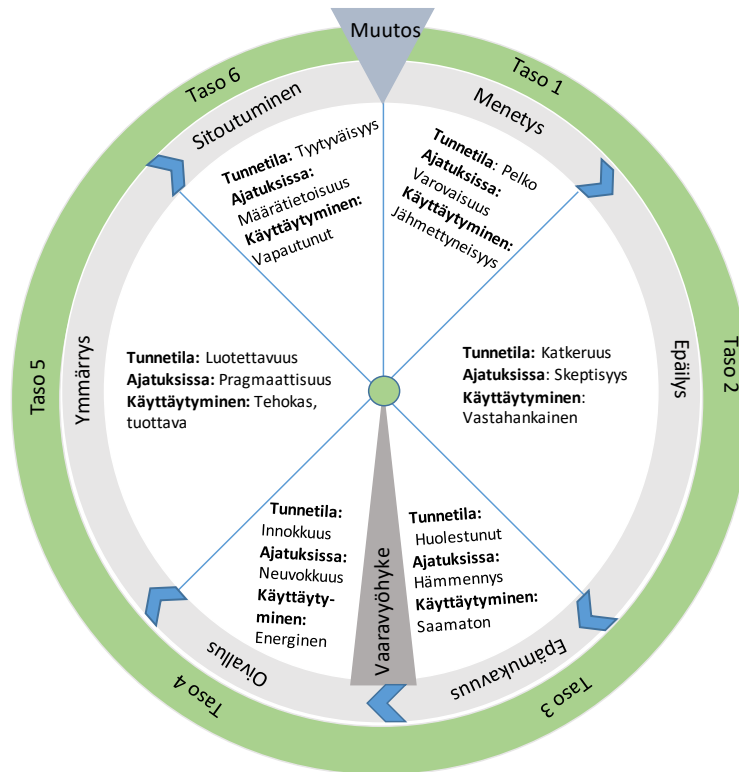 Muutos
Taso 1
Menetys
Tunnetila: Pelko
Ajatuksissa:
Varovaisuus
Käyttäytyminen:
Jähmettyneisyys
Taso 2
Epäilys
Tunnetila: Katkeruus
Ajatuksissa: Skeptisyys
Käyttäytyminen:
Vastahankainen
Taso 3
Epämukavuus
Tunnetila:
Huolestunut
Ajatuksissa:
Hämmennys
Käyttäytyminen:
Saamaton
Vaaravyöhyke
Taso 4
Oivallus
Tunnetila:
Innokkuus
Ajatuksissa:
Neuvokkuus
Käyttäyty-
minen:
Energinen
Taso 5
Ymmärrys
Tunnetila: Luotettavuus
Ajatuksissa: Pragmaattisuus
Käyttäytyminen: Tehokas,
tuottava
Taso 6
Sitoutuminen
Tunnetila: Tyytyväisyys
Ajatuksissa:
Määrätietoisuus
Käyttäytyminen:
Vapautunut